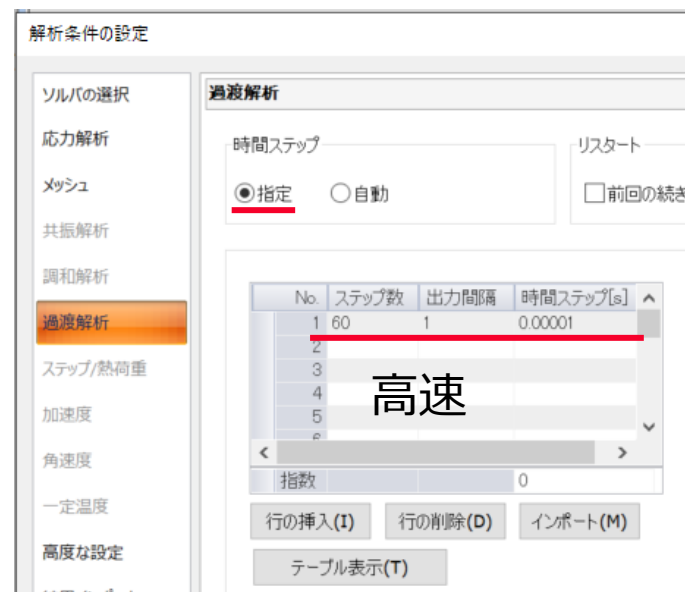 解析条件の設定
ソルバの選択
応力解析
メッシュ
共振解析
調和解析
過渡解析
ステップ/熱荷重
加速度
角速度
一定温度
高度な設定
過渡解析
時間ステップ
指定
自動
リスタート
前回の続き
No. ステップ数 出力間隔 時間ステップ[s]
1 60 1 0.00001
2
3
4
5
6
高速
指数 0
行の挿入(I) 行の削除(D) インポート(M)
テーブル表示(T)